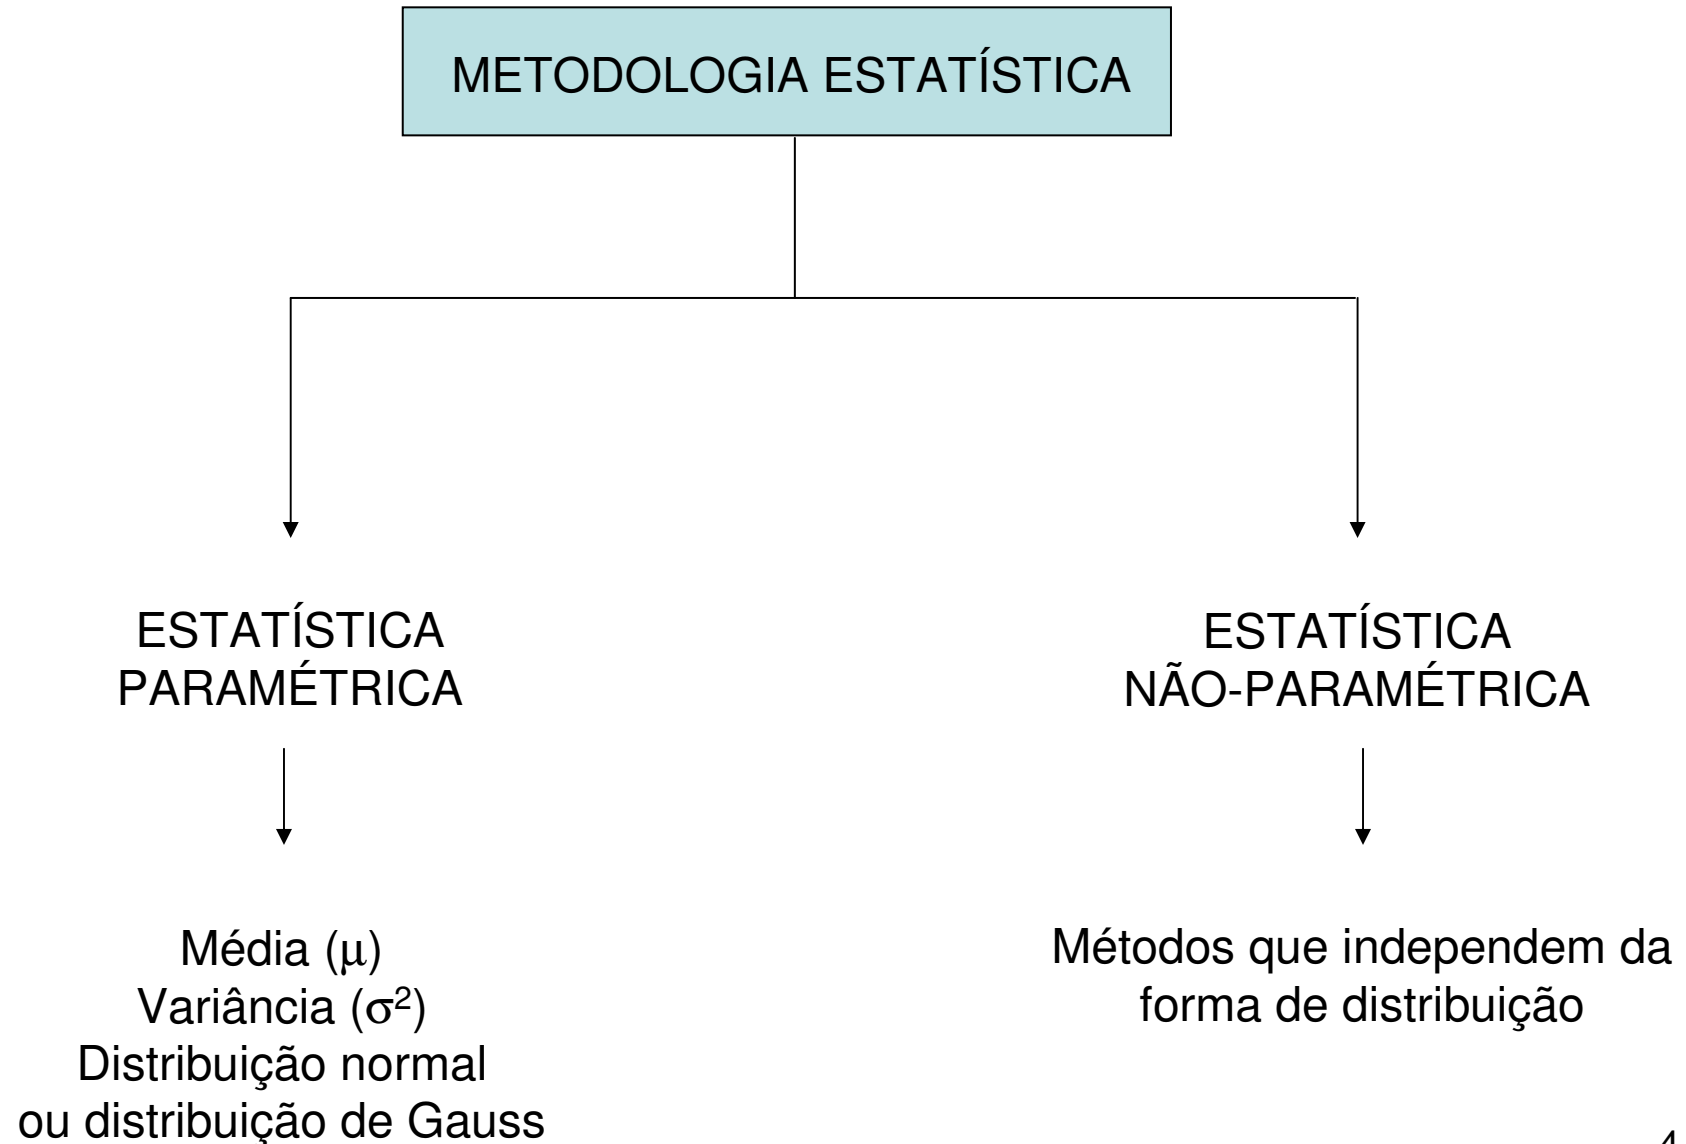 METODOLOGIA ESTATÍSTICA
ESTATÍSTICA
PARAMÉTRICA
ESTATÍSTICA
NÃO-PARAMÉTRICA
Média (μ)
Variância (σ²)
Distribuição normal
ou distribuição de Gauss
Métodos que independem da
forma de distribuição
4